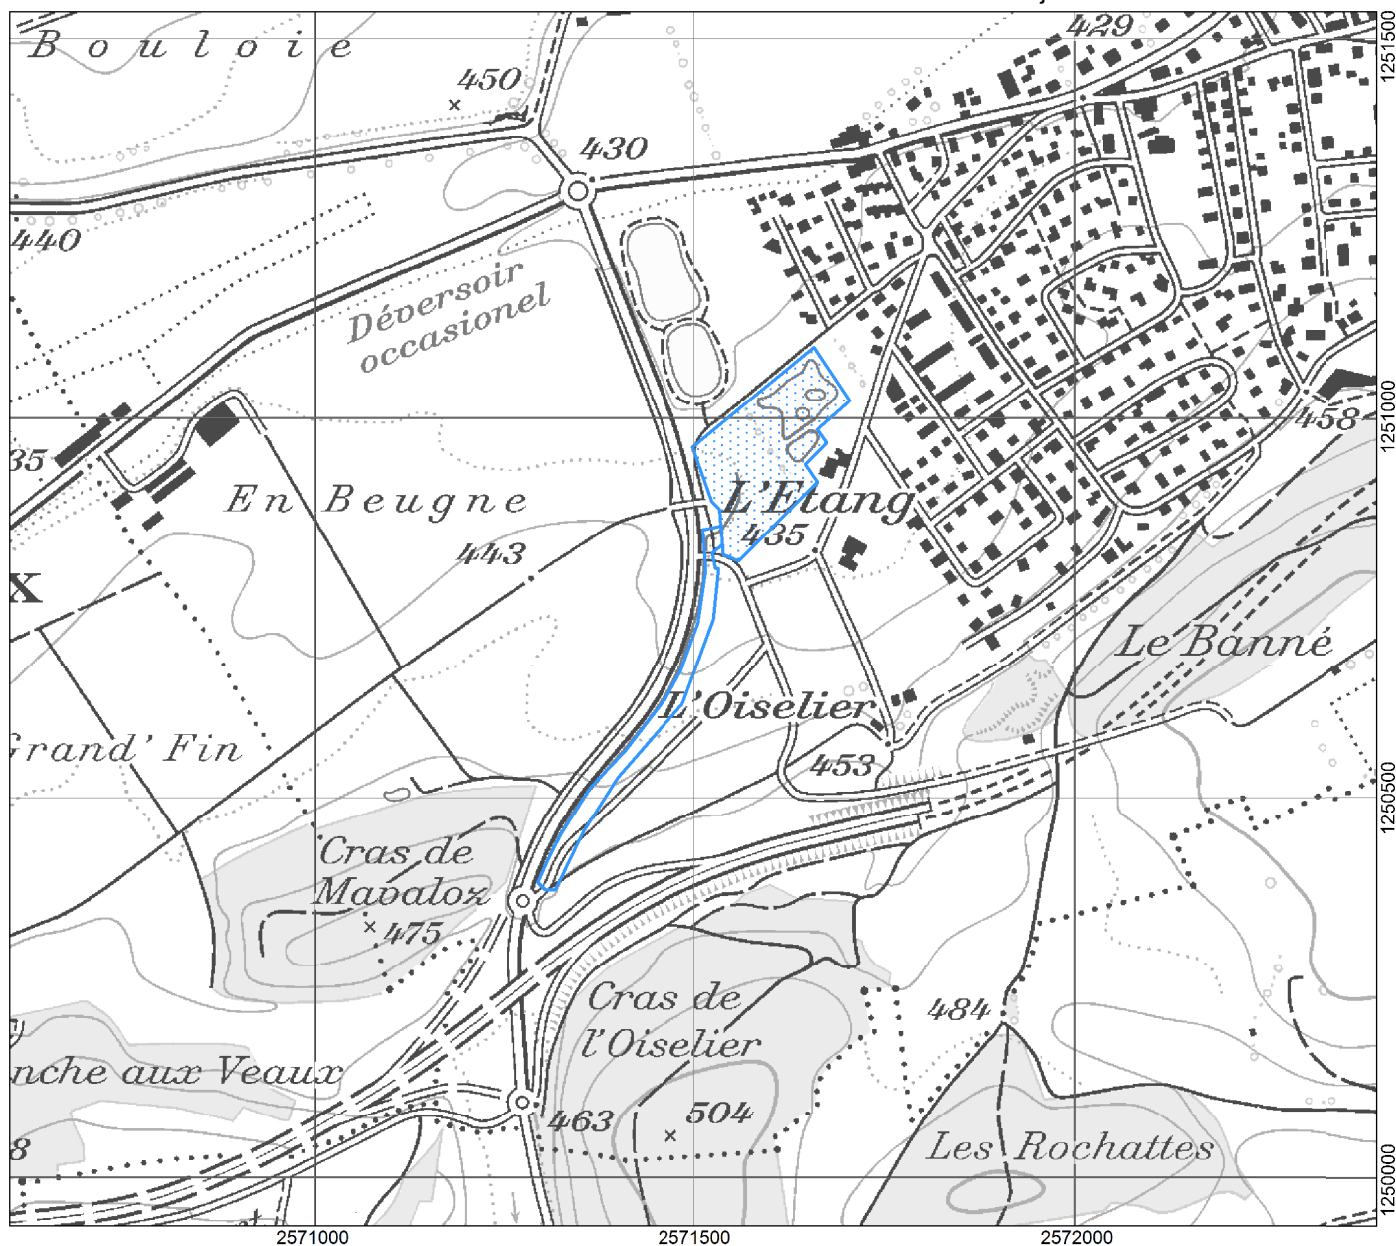 429
1251500
Bouloie
450
430
440
Déversoir
occasionel
1251000
458
35
En Beugne
L'Etang
435
443
X
Le Banné
L'Oiselier
Grand' Fin
453
1250500
Cras de
Mavaloz
475
Cras de
l'Oiselier
484
nche aux Veaux
463
504
Les Rochattes
8
1250000
2571000
2571500
2572000